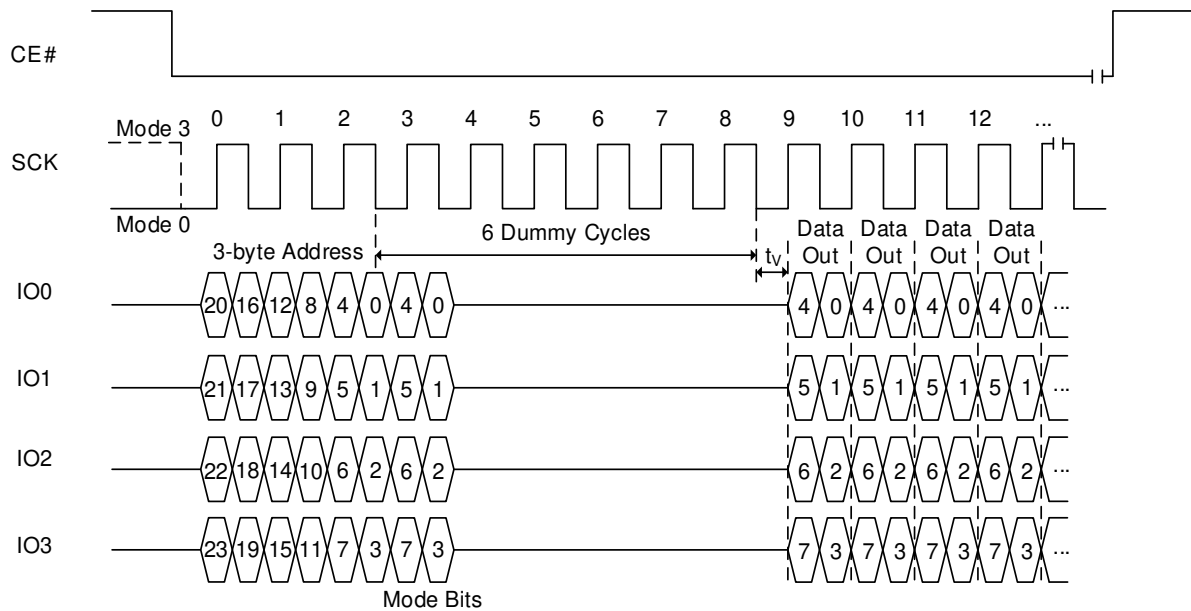 CE#
Mode 3
0 1 2 3 4 5 6 7 8 9 10 11 12 ...
SCK
Mode 0
3-byte Address
6 Dummy Cycles
tV
Data Out
Data Out
Data Out
Data Out
IO0
20 16 12 8 4 0 4 0
4 0 4 0 4 0 4 0 ...
IO1
21 17 13 9 5 1 5 1
5 1 5 1 5 1 5 1 ...
IO2
22 18 14 10 6 2 6 2
6 2 6 2 6 2 6 2 ...
IO3
23 19 15 11 7 3 7 3
7 3 7 3 7 3 7 3 ...
Mode Bits